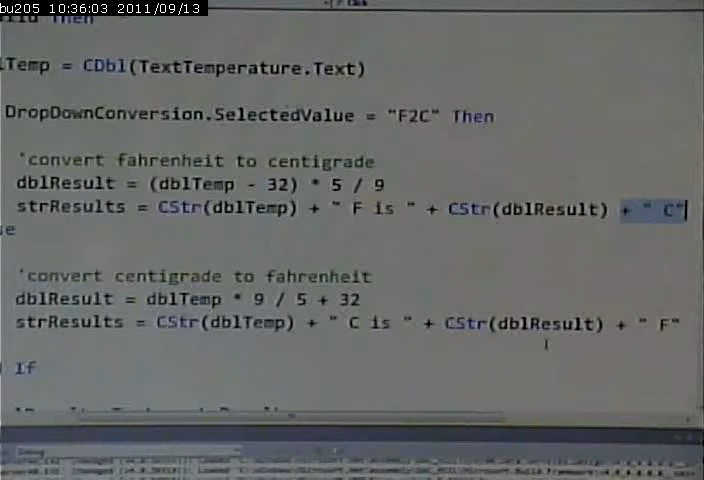 bu205 10:36:03 2011/09/13
Then
lTemp = CDbl(TextTemperature.Text)
DropDownConversion.SelectedValue = "F2C" Then
'convert fahrenheit to centigrade
dblResult = (dblTemp - 32) * 5 / 9
strResults = CStr(dblTemp) + " F is " + CStr(dblResult) + " C"
se
'convert centigrade to fahrenheit
dblResult = dblTemp * 9 / 5 + 32
strResults = CStr(dblTemp) + " C is " + CStr(dblResult) + " F"
If